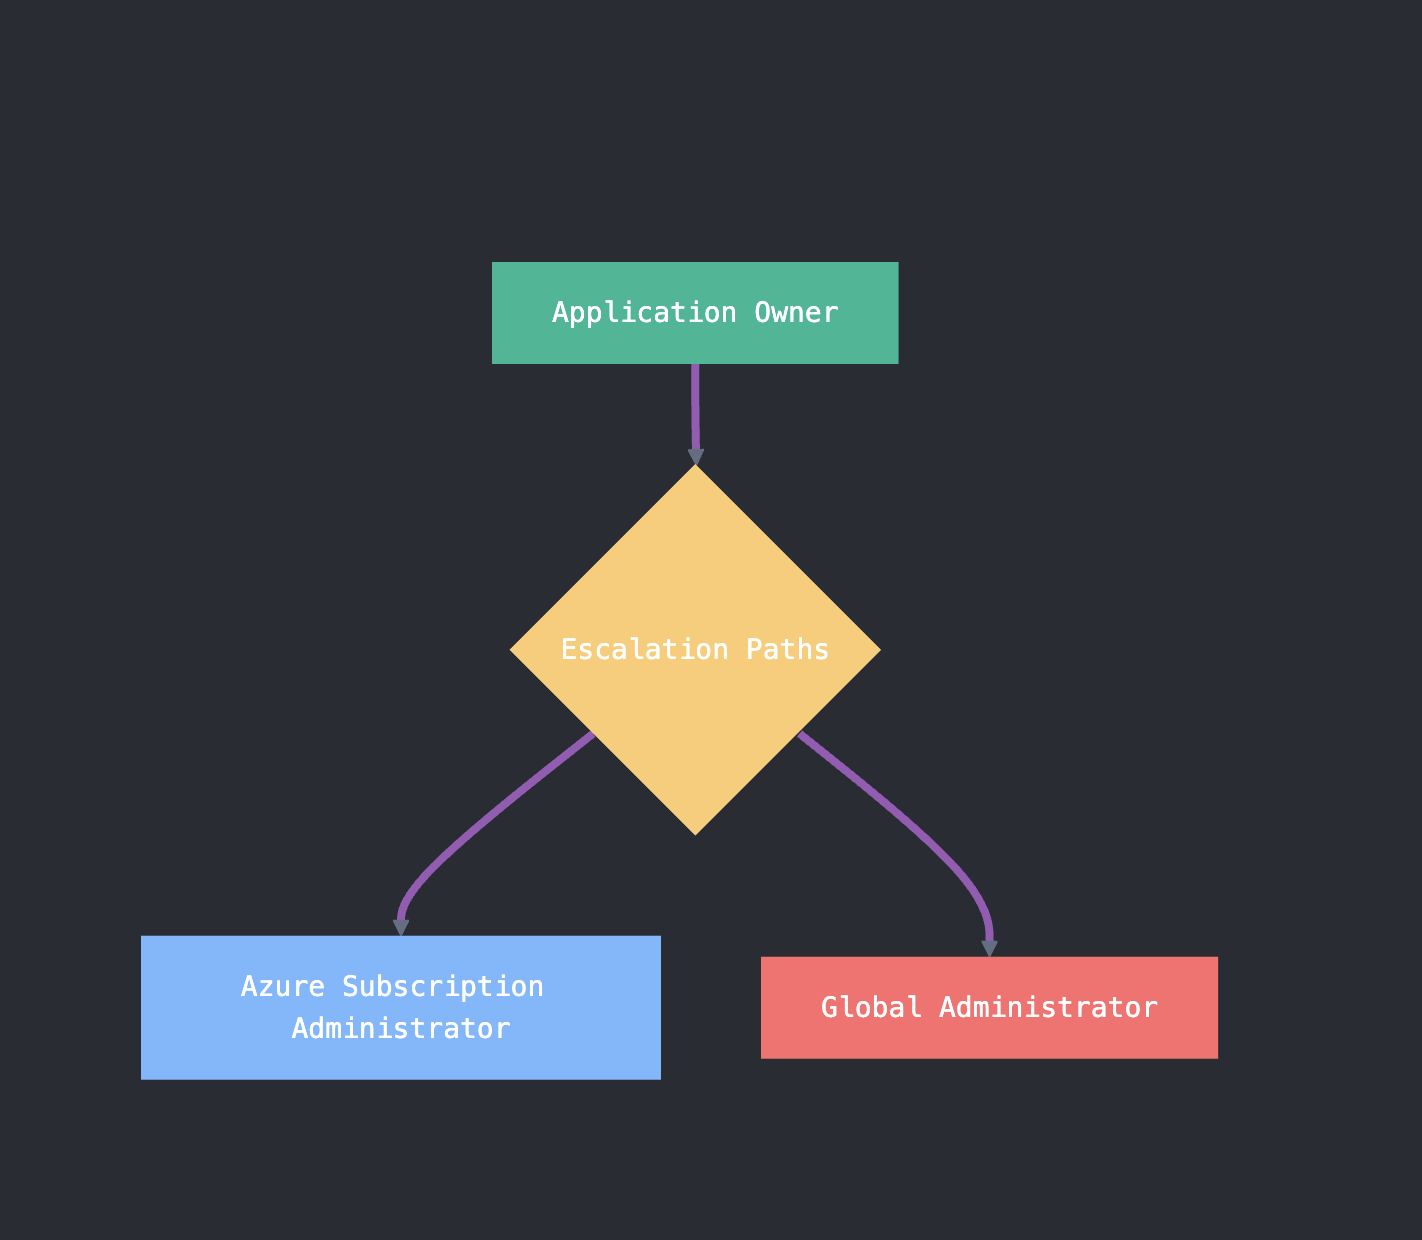 Application Owner
Escalation Paths
Azure Subscription
Administrator
Global Administrator